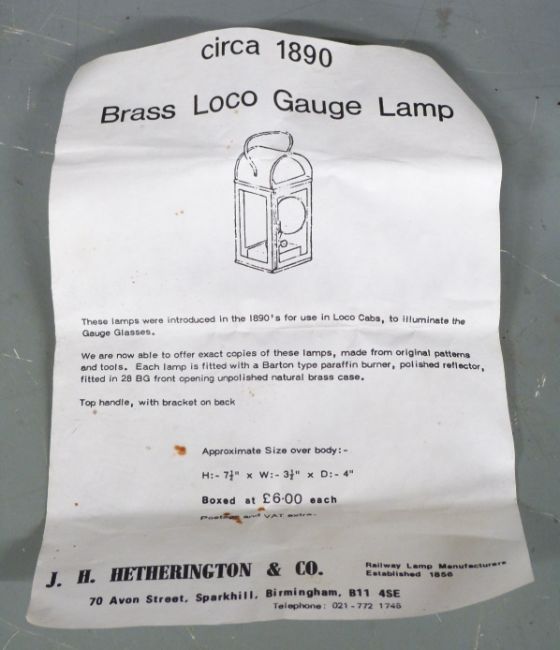 circa 1890
Brass Loco Gauge Lamp
These lamps were introduced in the 1890's for use in Loco Cabs, to illuminate the
Gauge Glasses.
We are now able to offer exact copies of these lamps, made from original patterns
and tools. Each lamp is fitted with a Barton type paraffin burner, polished reflector,
fitted in 28 BG front opening unpolished natural brass case.
Top handle, with bracket on back
Approximate Size over body:-
H:- 7½" x W:- 3½" x D:- 4"
Boxed at £6·00 each
Postage and VAT extra.
J. H. HETHERINGTON & CO.
Railway Lamp Manufacturers
Established 1856
70 Avon Street, Sparkhill, Birmingham, B11 4SE
Telephone: 021-772 1746